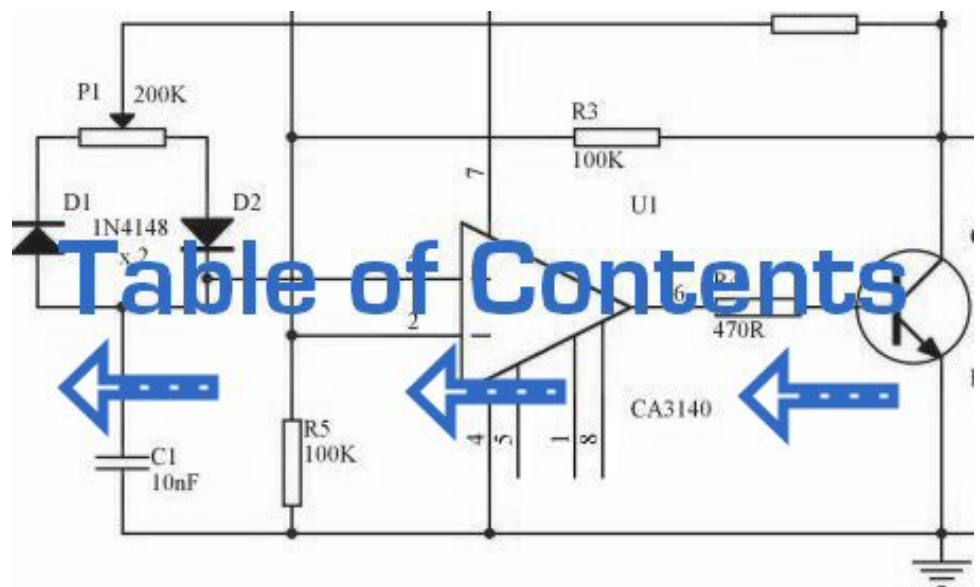 P1 200K
R3
100K
7
U1
D1
D2
1N4148
x 2
Table of Contents
6
2
470R
CA3140
4
5
1
8
R5
100K
C1
10nF